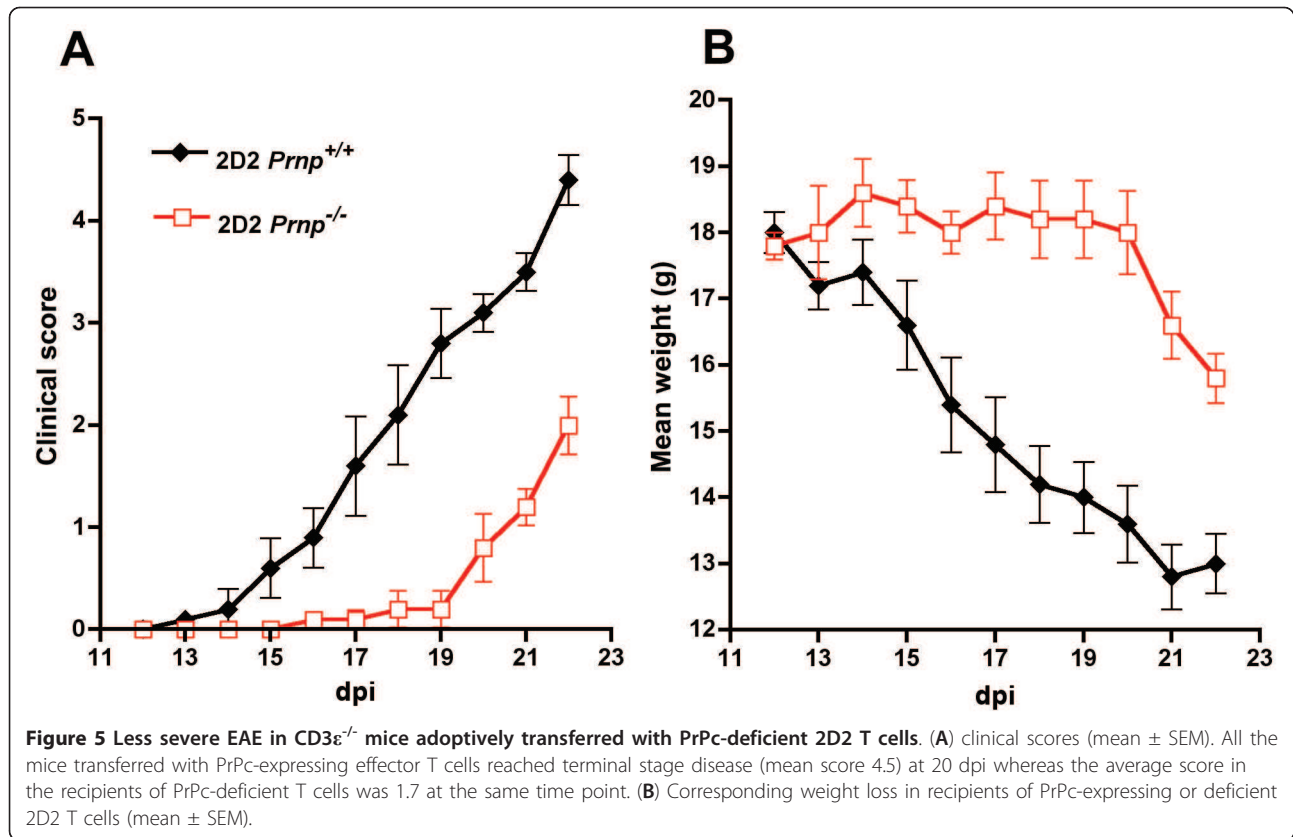 A
B
5
4
3
2
1
0
Clinical score
2D2 Prnp+/+
2D2 Prnp-/-
11 13 15 17 19 21 23
dpi
20
19
18
17
16
15
14
13
12
Mean weight (g)
11 13 15 17 19 21 23
dpi
Figure 5 Less severe EAE in CD3ε-/- mice adoptively transferred with PrPc-deficient 2D2 T cells. (A) clinical scores (mean ± SEM). All the
mice transferred with PrPc-expressing effector T cells reached terminal stage disease (mean score 4.5) at 20 dpi whereas the average score in
the recipients of PrPc-deficient T cells was 1.7 at the same time point. (B) Corresponding weight loss in recipients of PrPc-expressing or deficient
2D2 T cells (mean ± SEM).